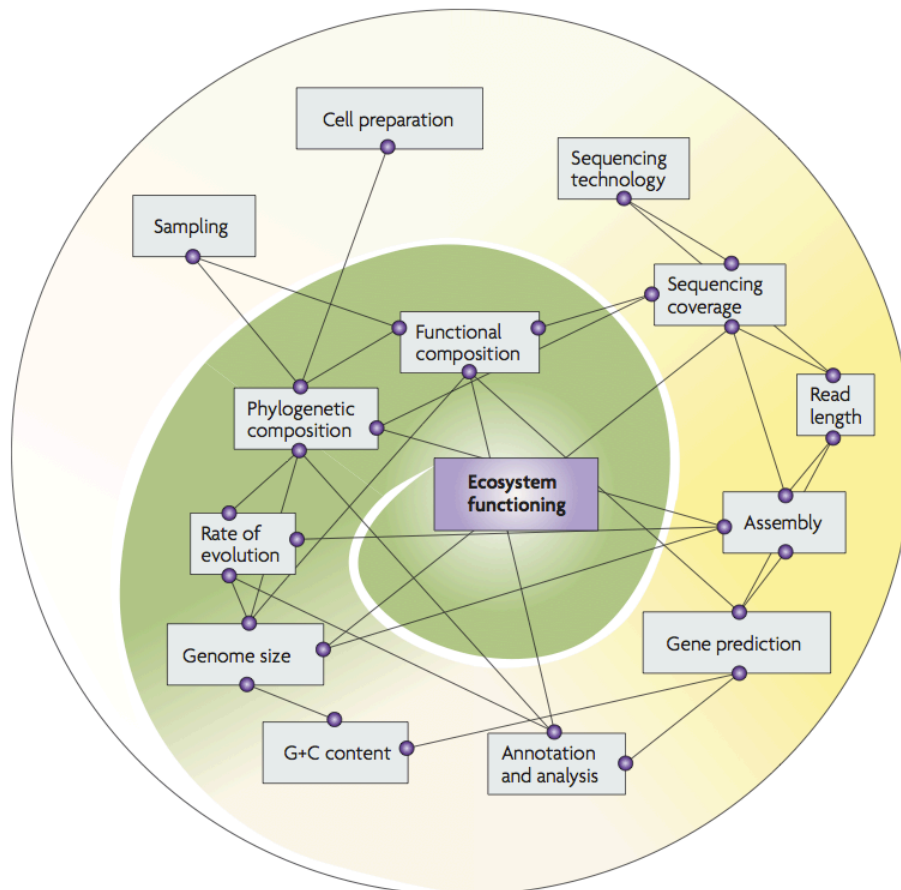 Cell preparation
Sequencing
technology
Sampling
Sequencing
coverage
Functional
composition
Phylogenetic
composition
Read
length
Ecosystem
functioning
Rate of
evolution
Assembly
Genome size
Gene prediction
G+C content
Annotation
and analysis